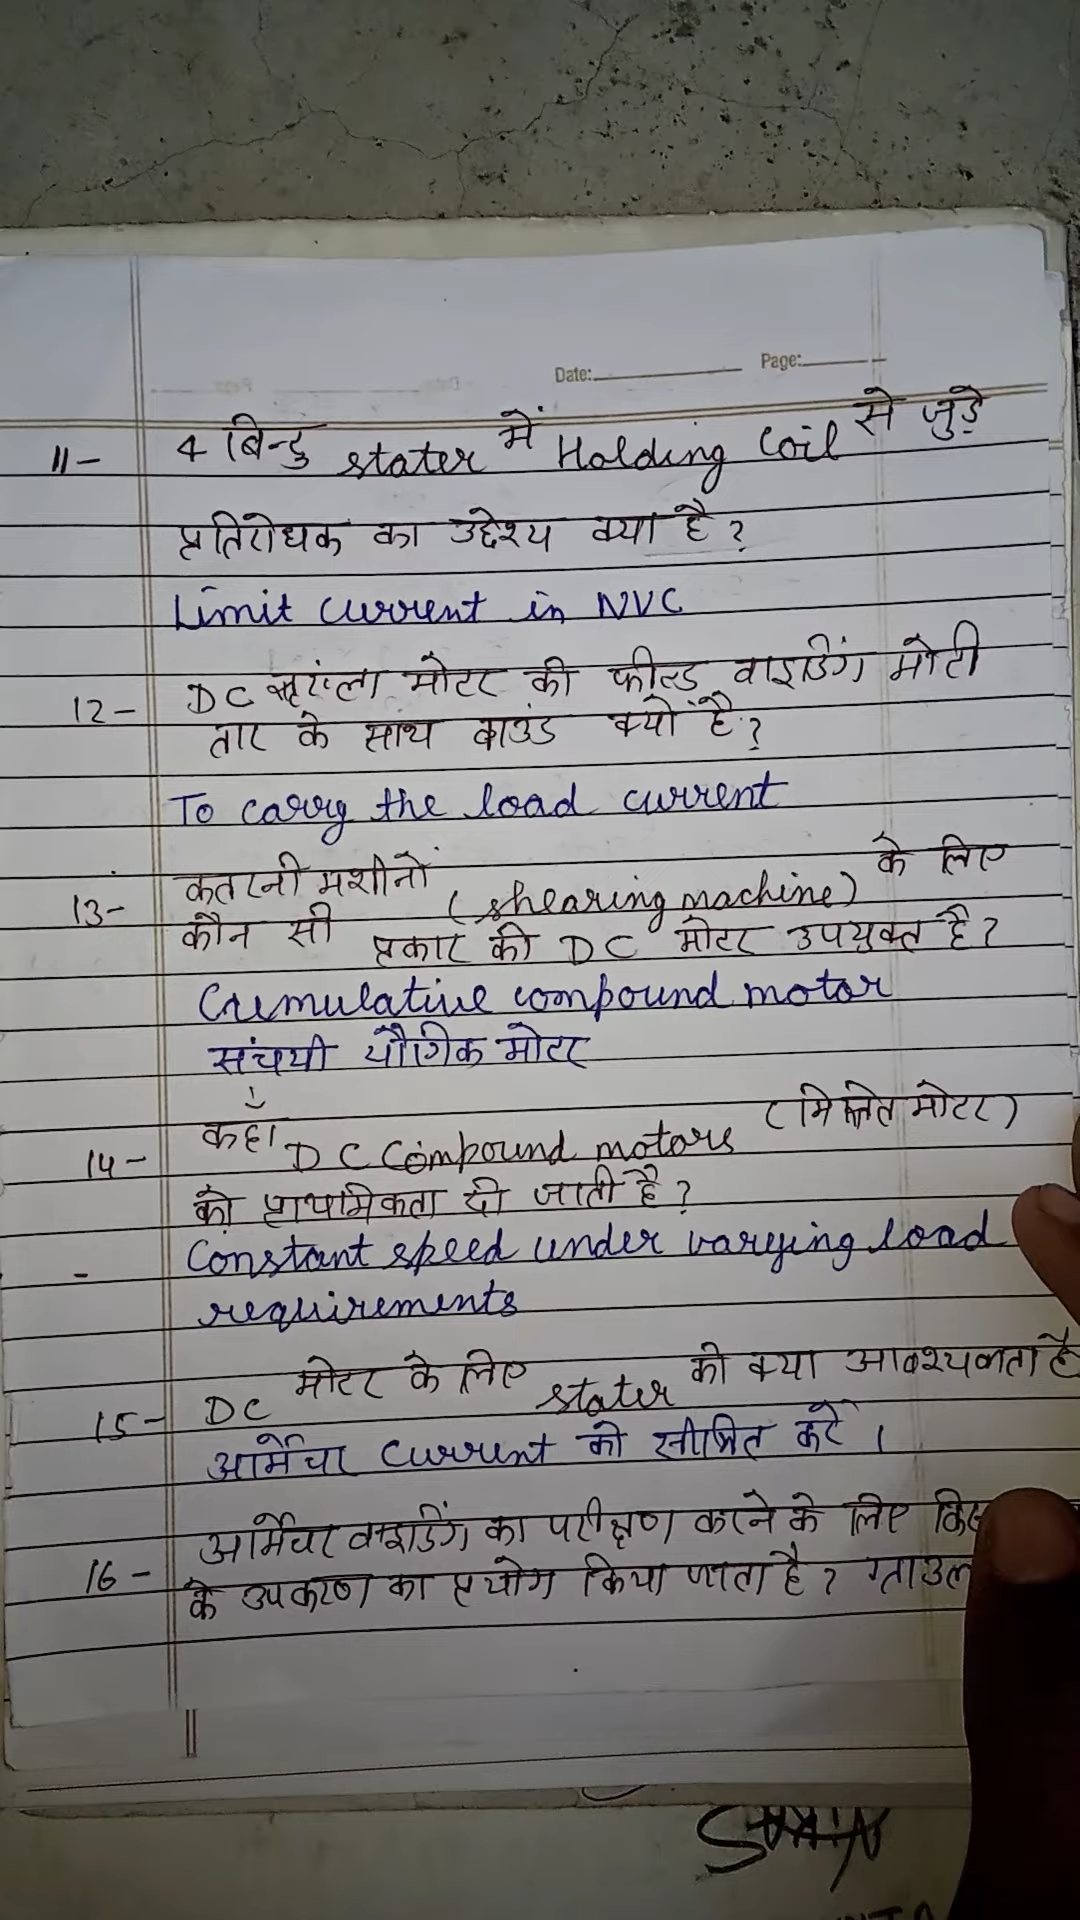 Date: Page:
11- 4 बिन्दु stater में Holding Coil से जुड़े
प्रतिरोधक का उद्देश्य क्या है?
Limit current in NVC
12- DC मोटर की फील्ड वाइडिंग मोटी
तार के साथ वाउंड क्यों है?
To carry the load current
13- कतरनी मशीनों (shearing machine) के लिए
कौन सी प्रकार की DC मोटर उपयुक्त है?
Cumulative compound motor
संचयी यौगिक मोटर
14- कहाँ DC Compound motors (मिश्रित मोटर)
को प्राथमिकता दी जाती है?
- Constant speed under varying load
requirements
15- DC मोटर के लिए stater की क्या आवश्यकता है
आर्मेचर current को सीमित करें ।
16- आर्मेचर वाइडिंग का परीक्षण करने के लिए
के उपकरण का प्रयोग किया जाता है?